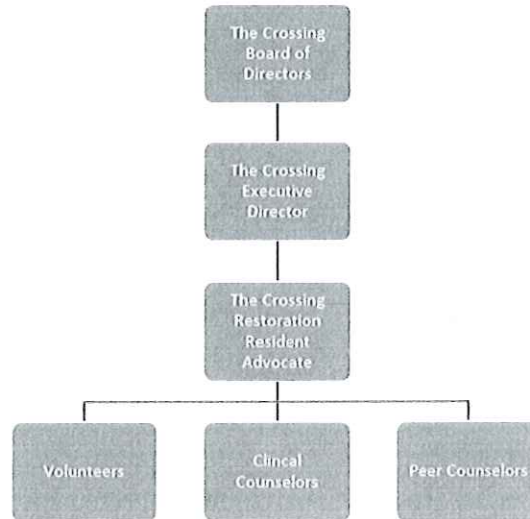 The Crossing
Board of
Directors
The Crossing
Executive
Director
The Crossing
Restoration
Resident
Advocate
Volunteers
Clincal
Counselors
Peer Counselors